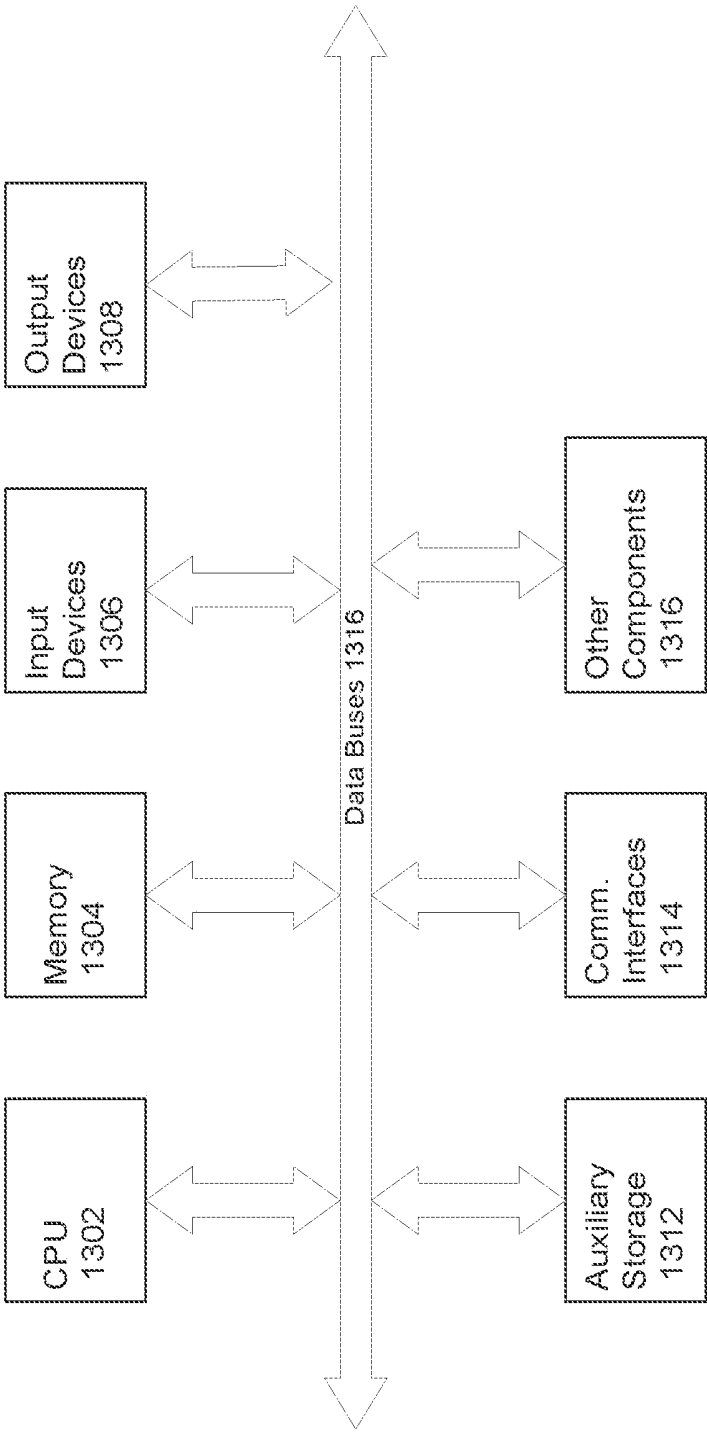 CPU
1302
Memory
1304
Input
Devices
1306
Output
Devices
1308
Data Buses 1316
Auxiliary
Storage
1312
Comm.
Interfaces
1314
Other
Components
1316